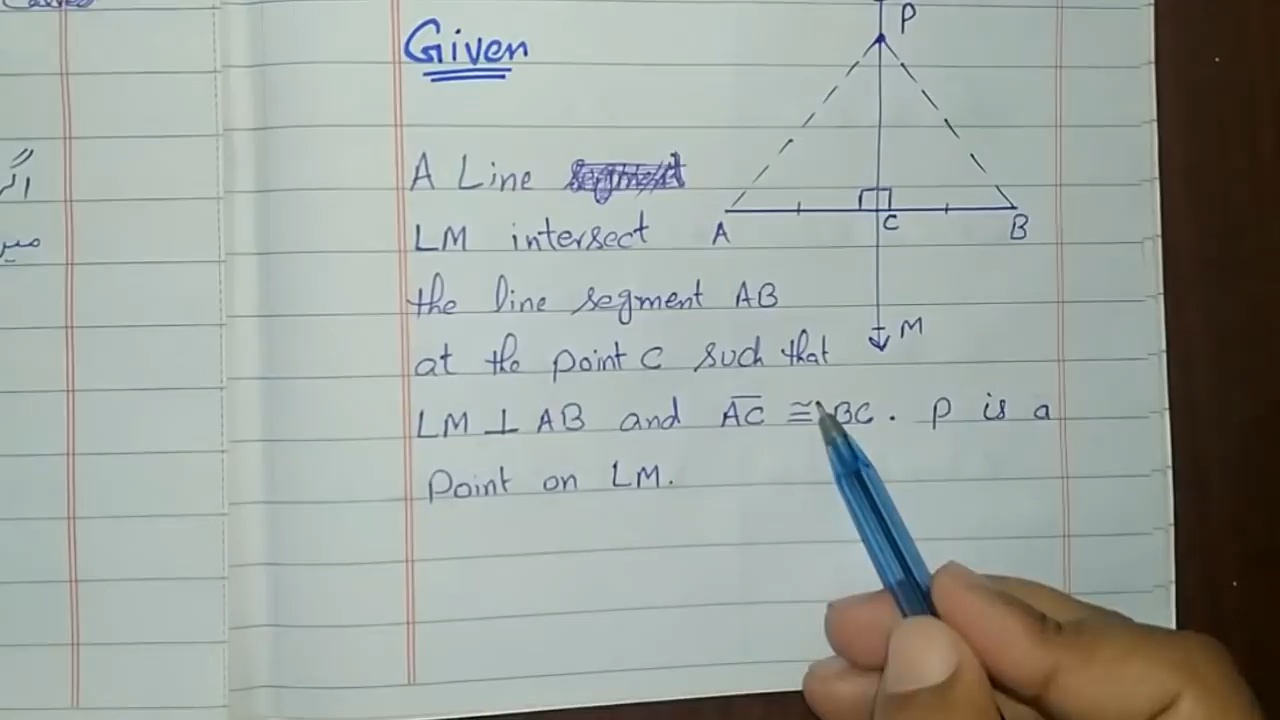 Given
P
A Line
LM intersect
A
C
B
the line segment AB
M
at the point C such that
LM ⊥ AB and A̅C̅ ≅ BC. P is a
Point on LM.
اگر